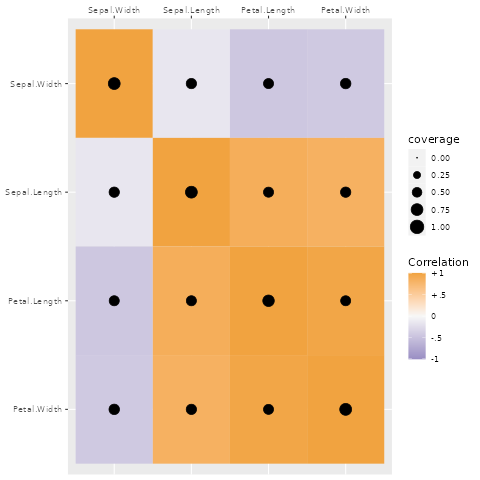 Sepal.Width Sepal.Length Petal.Length Petal.Width
Sepal.Width
Sepal.Length
Petal.Length
Petal.Width
coverage
0.00
0.25
0.50
0.75
1.00
Correlation
+1
+.5
0
-.5
-1